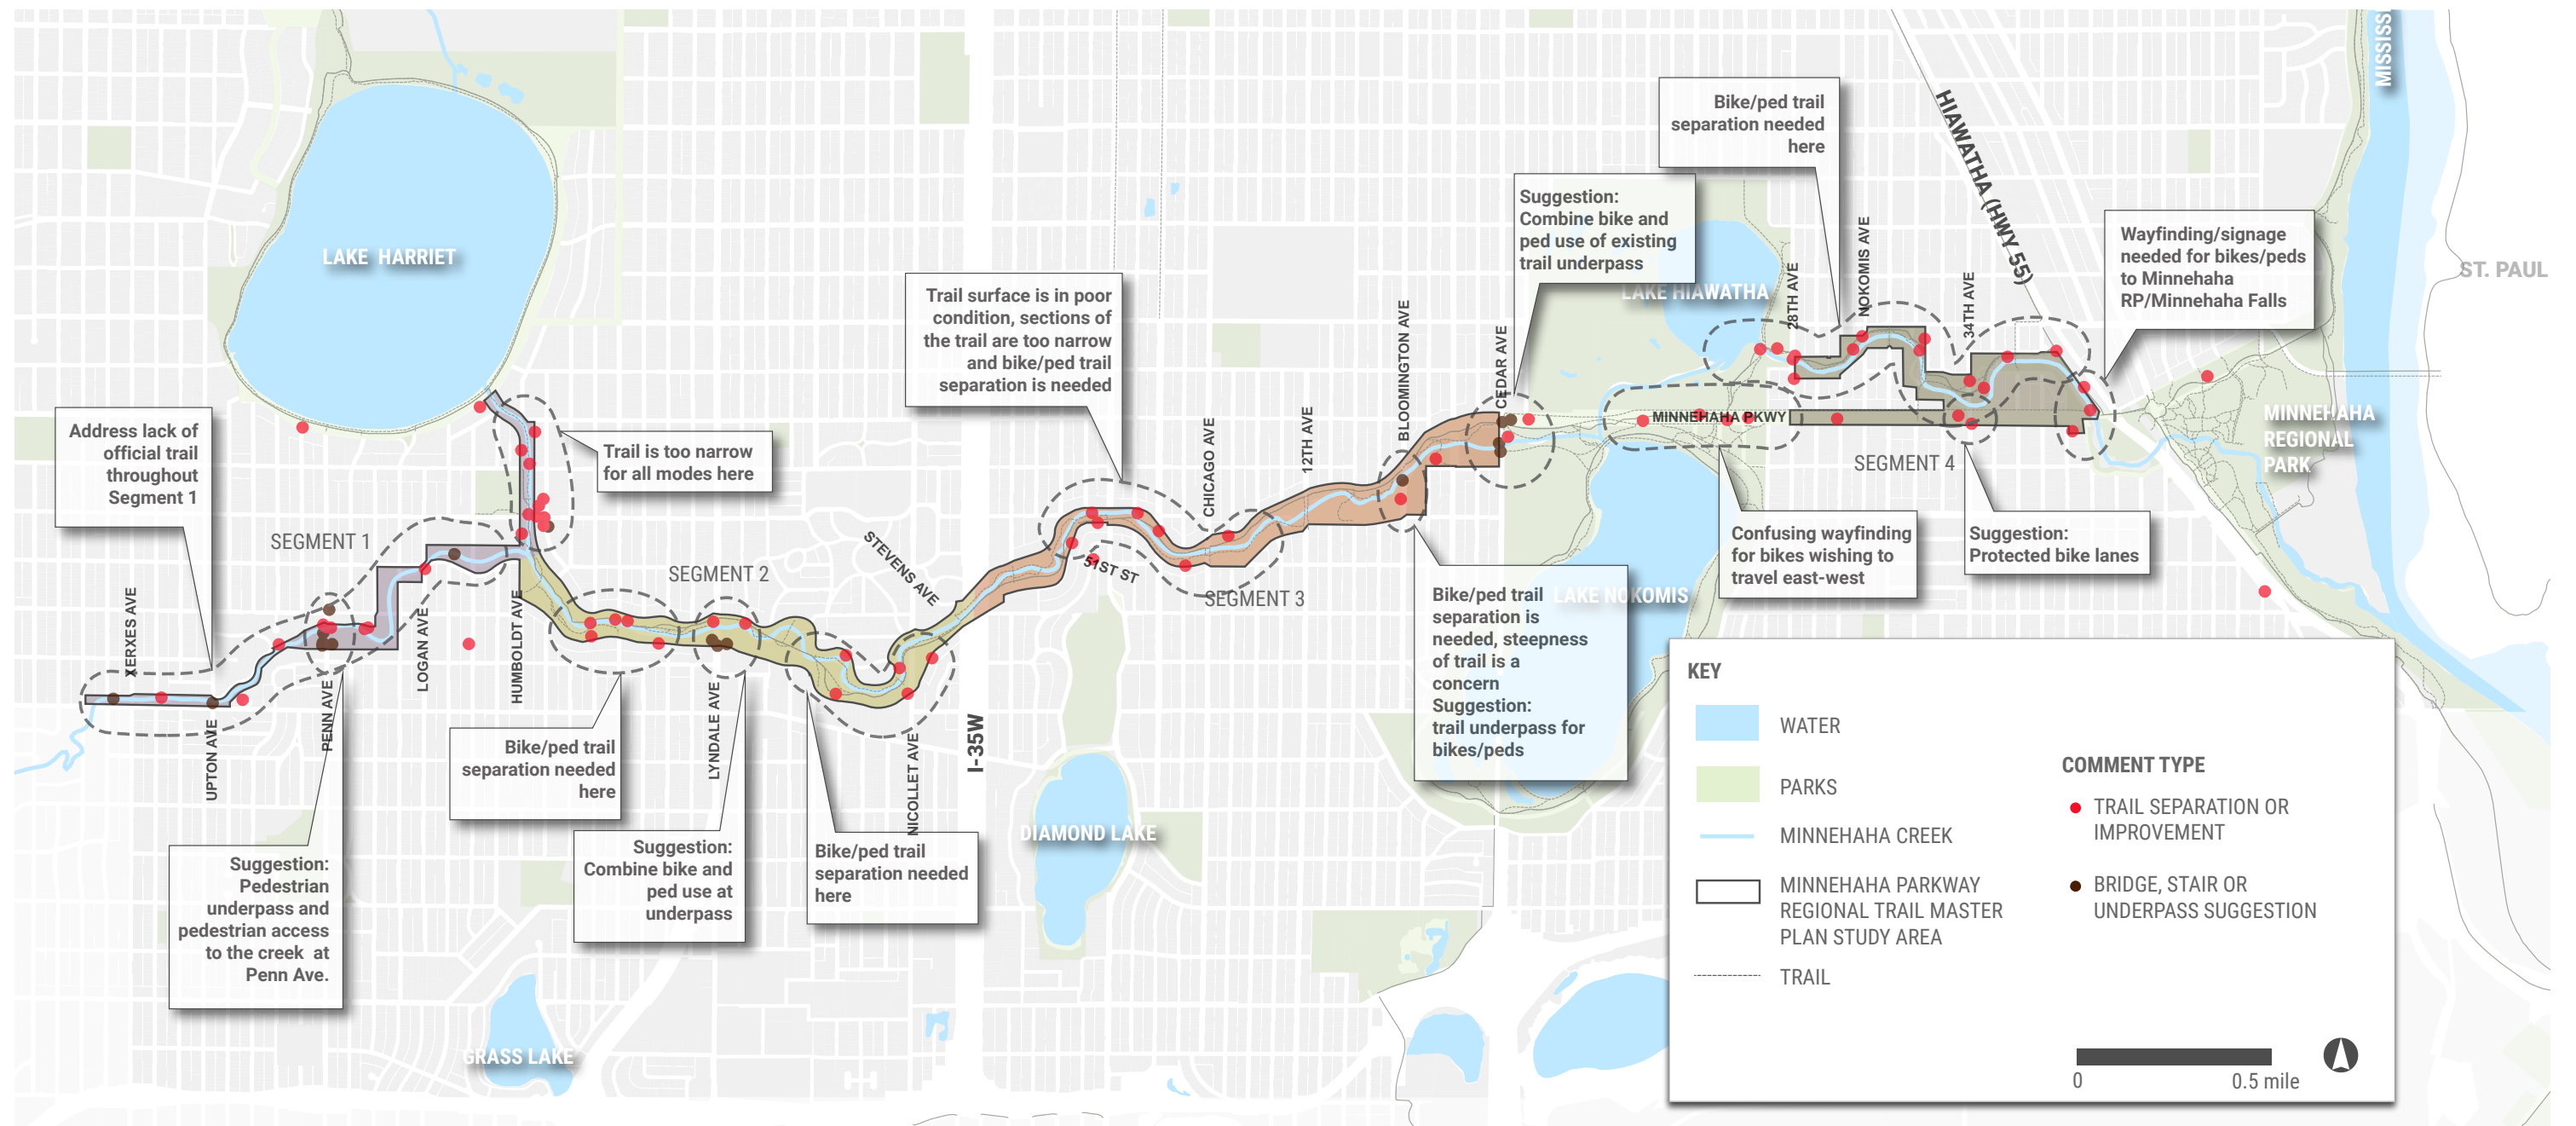 MISSISSI
HIAWATHA (HWY 55)
Bike/ped trail
separation needed
here
Suggestion:
Combine bike and
ped use of existing
trail underpass
Wayfinding/signage
needed for bikes/peds
to Minnehaha
RP/Minnehaha Falls
ST. PAUL
LAKE HARRIET
LAKE HIAWATHA
28TH AVE
NOKOMIS AVE
34TH AVE
Trail surface is in poor
condition, sections of
the trail are too narrow
and bike/ped trail
separation is needed
BLOOMINGTON AVE
CEDAR AVE
MINNEHAHA PKWY
MINNEHAHA
REGIONAL
PARK
Address lack of
official trail
throughout
Segment 1
Trail is too narrow
for all modes here
CHICAGO AVE
12TH AVE
SEGMENT 4
SEGMENT 1
SEGMENT 2
STEVENS AVE
51ST ST
SEGMENT 3
Confusing wayfinding
for bikes wishing to
travel east-west
Suggestion:
Protected bike lanes
LAKE NOKOMIS
Bike/ped trail
separation is
needed, steepness
of trail is a
concern
Suggestion:
trail underpass for
bikes/peds
XERXES AVE
UPTON AVE
PENN AVE
LOGAN AVE
HUMBOLDT AVE
LYNDALE AVE
NICOLLET AVE
I-35W
Bike/ped trail
separation needed
here
Suggestion:
Combine bike and
ped use at
underpass
Bike/ped trail
separation needed
here
DIAMOND LAKE
Suggestion:
Pedestrian
underpass and
pedestrian access
to the creek at
Penn Ave.
GRASS LAKE
KEY
WATER
PARKS
MINNEHAHA CREEK
MINNEHAHA PARKWAY
REGIONAL TRAIL MASTER
PLAN STUDY AREA
TRAIL
COMMENT TYPE
TRAIL SEPARATION OR
IMPROVEMENT
BRIDGE, STAIR OR
UNDERPASS SUGGESTION
0 0.5 mile